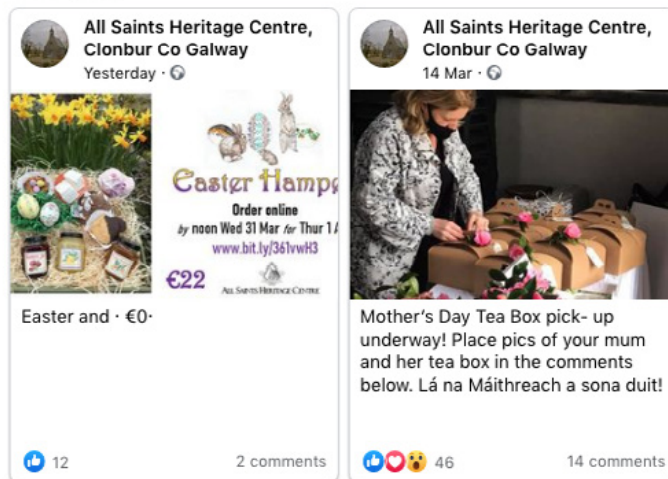 All Saints Heritage Centre,
Clonbur Co Galway
Yesterday ·
Easter Hampe
Order online
by noon Wed 31 Mar for Thur 1 A
www.bit.ly/361vwH3
€22
ALL SAINTS HERITAGE CENTRE
Easter and · €0·
12
2 comments
All Saints Heritage Centre,
Clonbur Co Galway
14 Mar ·
Mother's Day Tea Box pick- up
underway! Place pics of your mum
and her tea box in the comments
below. Lá na Máithreach a sona duit!
46
14 comments